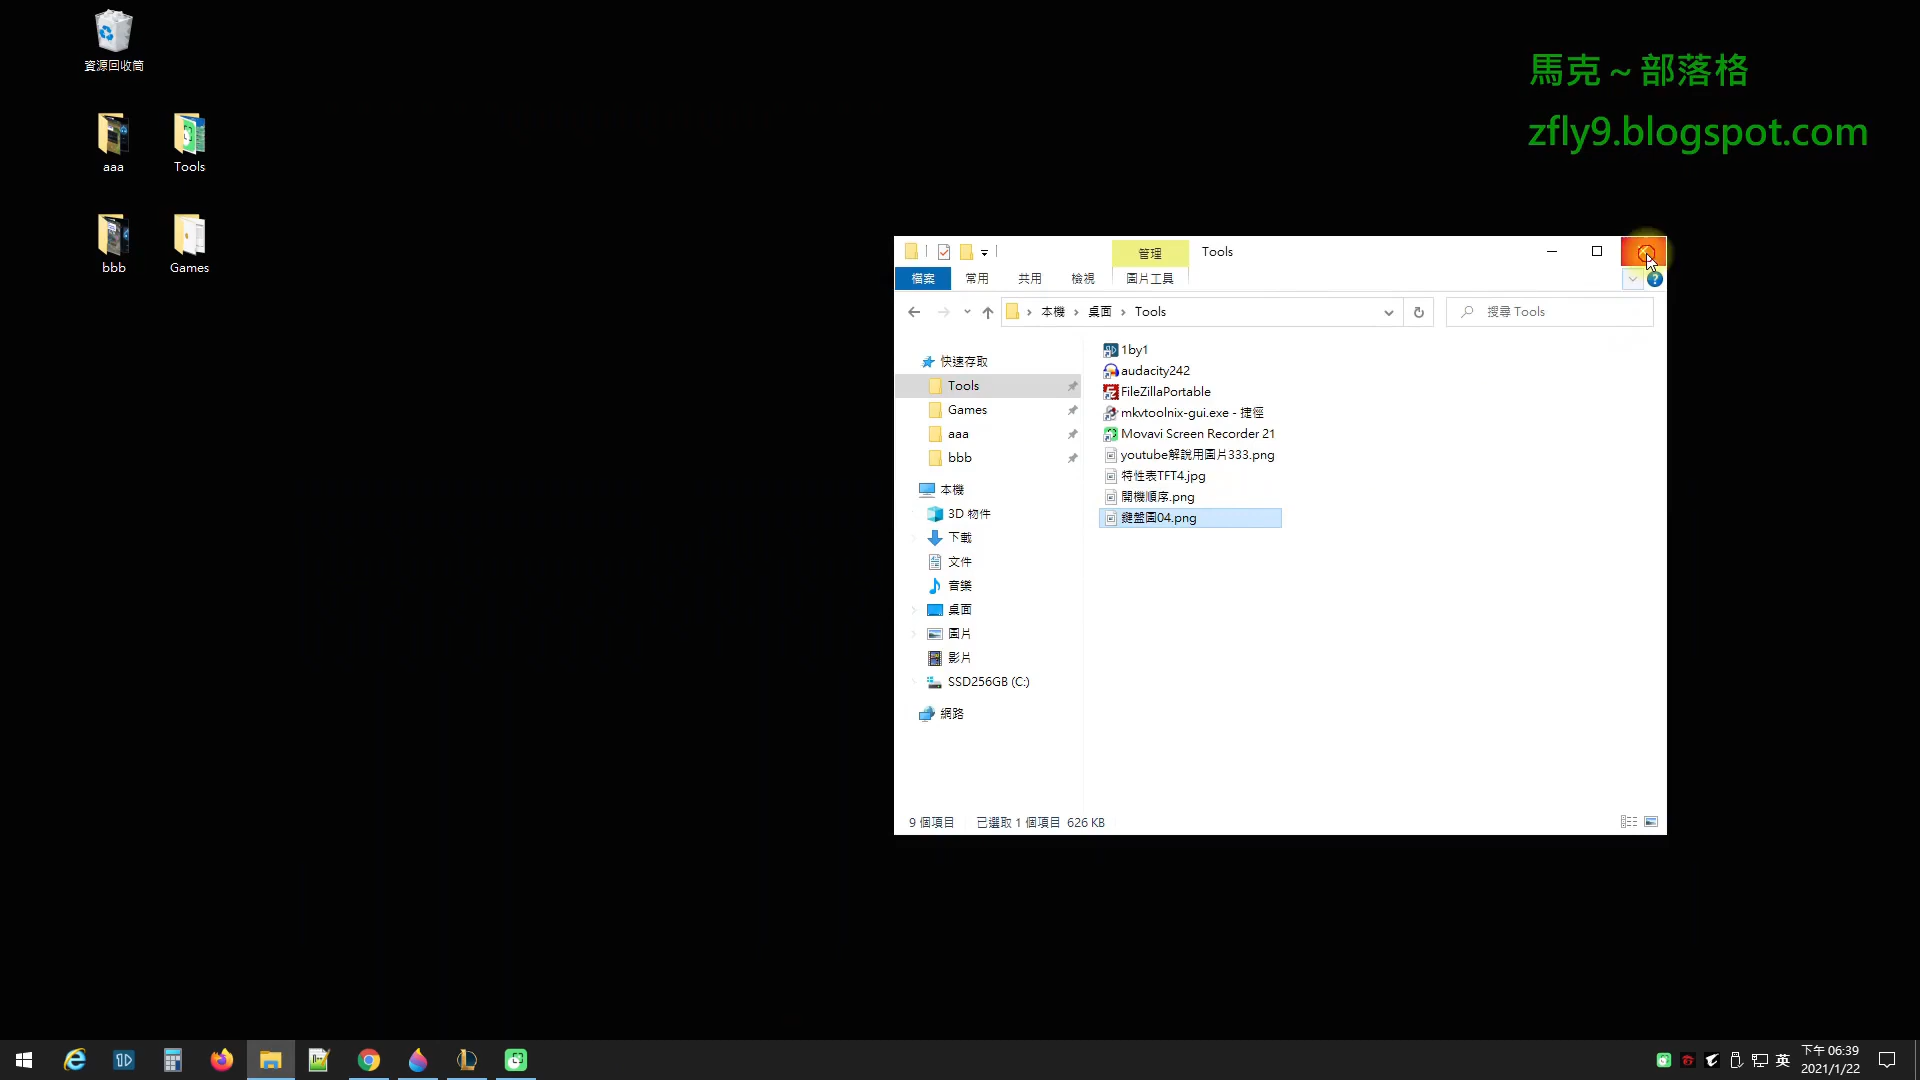 資源回收筒
aaa
Tools
bbb
Games
馬克～部落格
zfly9.blogspot.com
管理
Tools
檔案
常用
共用
檢視
圖片工具
本機
桌面
Tools
搜尋 Tools
快速存取
Tools
Games
aaa
bbb
本機
3D 物件
下載
文件
音樂
桌面
圖片
影片
SSD256GB (C:)
網路
1by1
audacity242
FileZillaPortable
mkvtoolnix-gui.exe - 捷徑
Movavi Screen Recorder 21
youtube解說用圖片333.png
特性表TFT4.jpg
開機順序.png
鍵盤圖04.png
9 個項目
已選取 1 個項目 626 KB
英
下午 06:39
2021/1/22